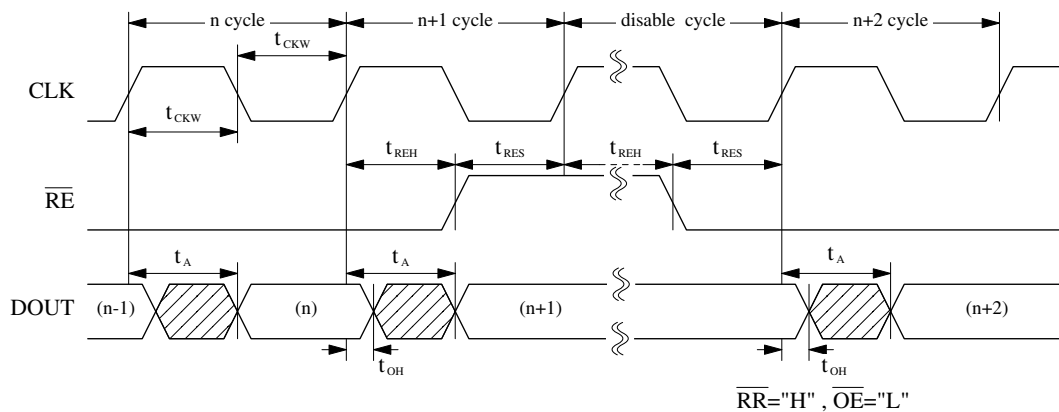 n cycle n+1 cycle disable cycle n+2 cycle
tCKW
CLK
tCKW
tREH tRES tREH tRES
RE
tA tA tA
DOUT (n-1) (n) (n+1) (n+2)
tOH tOH
RR="H" , OE="L"